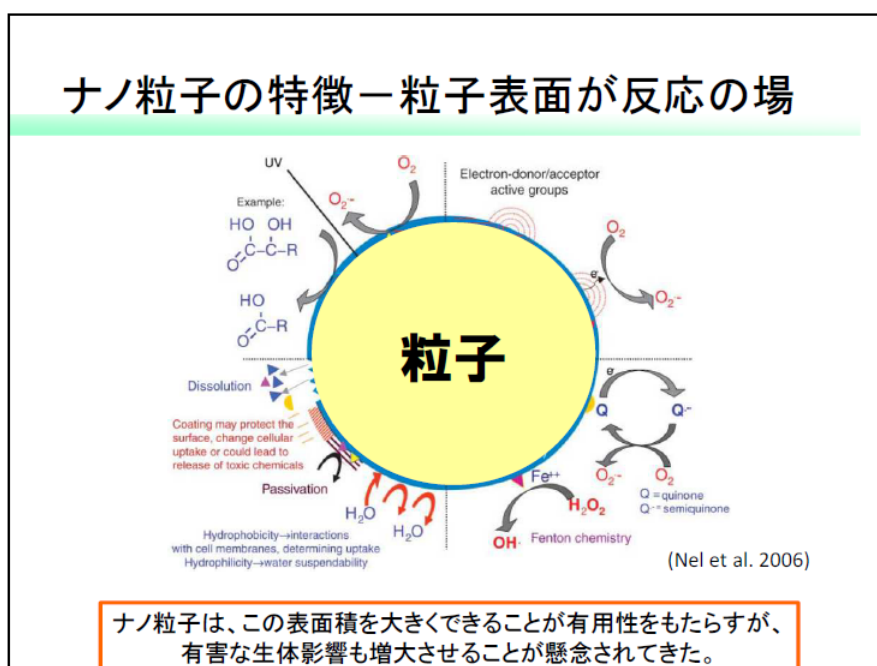 ナノ粒子の特徴－粒子表面が反応の場
UV
O₂
O₂·-
Example:
HO OH
O=C-C-R
HO
O=C-R
Electron-donor/acceptor
active groups
O₂
e-
O₂·-
粒子
Dissolution
Coating may protect the
surface, change cellular
uptake or could lead to
release of toxic chemicals
Passivation
H₂O
H₂O
Hydrophobicity→interactions
with cell membranes, determining uptake
Hydrophilicity→water suspendability
e-
Q
Q·-
O₂·-
O₂
Q = quinone
Q·- = semiquinone
Fe++
H₂O₂
OH·
Fenton chemistry
(Nel et al. 2006)
ナノ粒子は、この表面積を大きくできることが有用性をもたらすが、
有害な生体影響も増大させることが懸念されてきた。